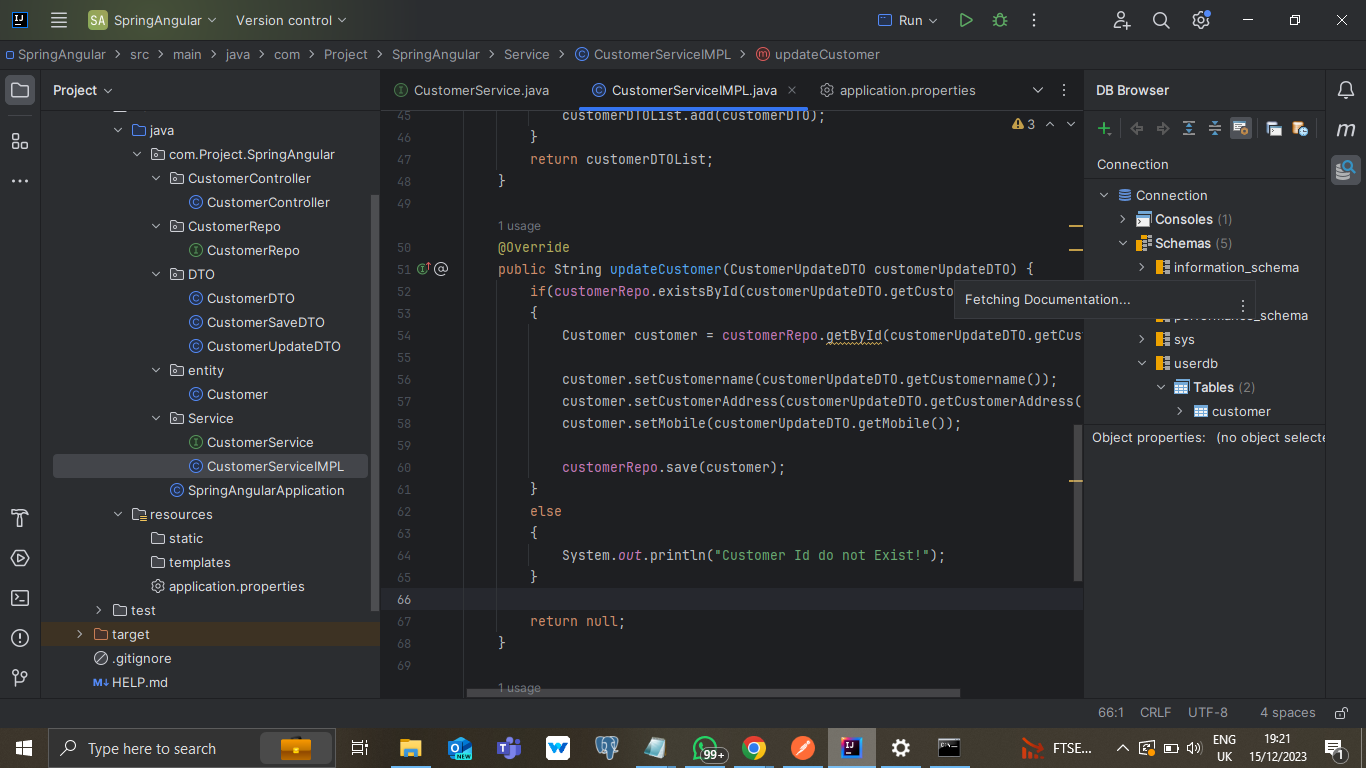 SA SpringAngular Version control Run
SpringAngular src main java com Project SpringAngular Service CustomerServiceIMPL updateCustomer
Project
java
com.Project.SpringAngular
CustomerController
CustomerController
CustomerRepo
CustomerRepo
DTO
CustomerDTO
CustomerSaveDTO
CustomerUpdateDTO
entity
Customer
Service
CustomerService
CustomerServiceIMPL
SpringAngularApplication
resources
static
templates
application.properties
test
target
.gitignore
HELP.md
CustomerService.java CustomerServiceIMPL.java application.properties
3
45 customerDTOList.add(customerDTO);
46 }
47 return customerDTOList;
48 }
49
1 usage
50 @Override
51 public String updateCustomer(CustomerUpdateDTO customerUpdateDTO) {
52 if(customerRepo.existsById(customerUpdateDTO.getCusto
53 {
54 Customer customer = customerRepo.getById(customerUpdateDTO.getCust
55
56 customer.setCustomername(customerUpdateDTO.getCustomername());
57 customer.setCustomerAddress(customerUpdateDTO.getCustomerAddress(
58 customer.setMobile(customerUpdateDTO.getMobile());
59
60 customerRepo.save(customer);
61 }
62 else
63 {
64 System.out.println("Customer Id do not Exist!");
65 }
66
67 return null;
68 }
69
1 usage
Fetching Documentation...
DB Browser
Connection
Connection
Consoles (1)
Schemas (5)
information_schema
performance_schema
sys
userdb
Tables (2)
customer
Object properties: (no object selecte
m
66:1 CRLF UTF-8 4 spaces
Type here to search
NEW
99+
FTSE...
ENG
UK
19:21
15/12/2023
1